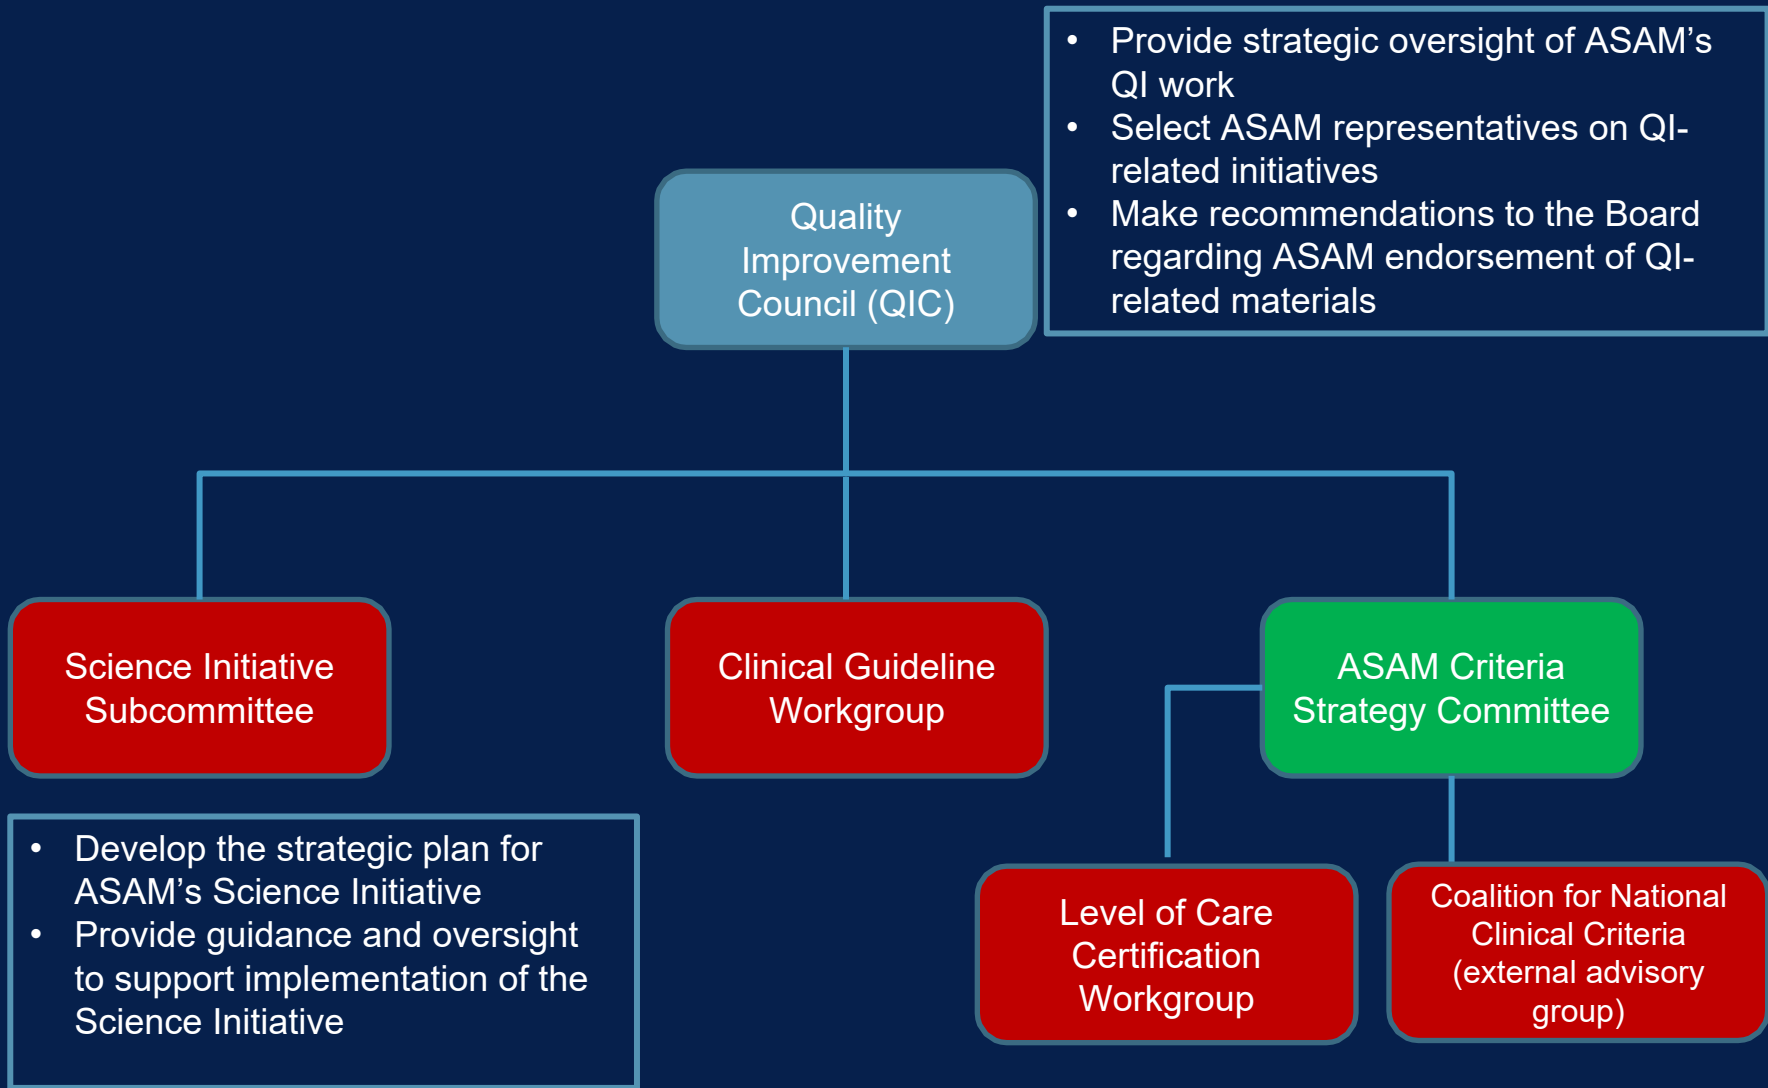 • Provide strategic oversight of ASAM’s
QI work
• Select ASAM representatives on QI-
related initiatives
• Make recommendations to the Board
regarding ASAM endorsement of QI-
related materials
Quality
Improvement
Council (QIC)
Science Initiative
Subcommittee
Clinical Guideline
Workgroup
ASAM Criteria
Strategy Committee
• Develop the strategic plan for
ASAM’s Science Initiative
• Provide guidance and oversight
to support implementation of the
Science Initiative
Level of Care
Certification
Workgroup
Coalition for National
Clinical Criteria
(external advisory
group)